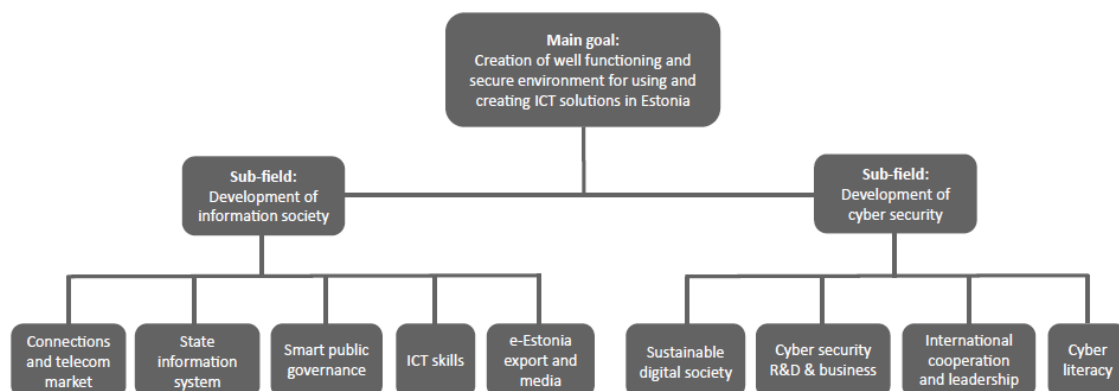 Main goal:
Creation of well functioning and
secure environment for using and
creating ICT solutions in Estonia
Sub-field:
Development of
information society
Sub-field:
Development of
cyber security
Connections
and telecom
market
State
information
system
Smart public
governance
ICT skills
e-Estonia
export and
media
Sustainable
digital society
Cyber security
R&D & business
International
cooperation
and leadership
Cyber
literacy